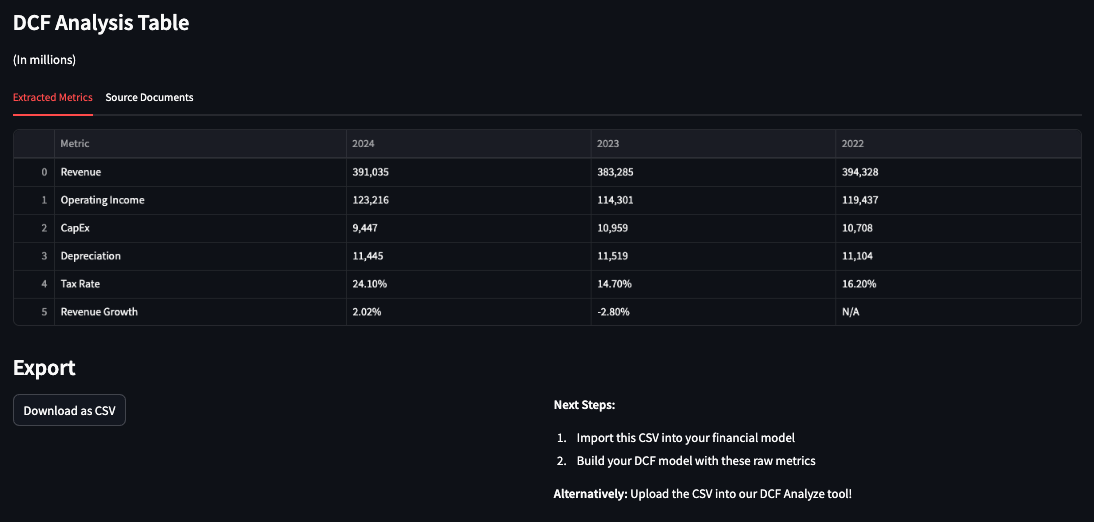 DCF Analysis Table
(In millions)
Extracted Metrics Source Documents
Metric 2024 2023 2022
0 Revenue 391,035 383,285 394,328
1 Operating Income 123,216 114,301 119,437
2 CapEx 9,447 10,959 10,708
3 Depreciation 11,445 11,519 11,104
4 Tax Rate 24.10% 14.70% 16.20%
5 Revenue Growth 2.02% -2.80% N/A
Export
Download as CSV
Next Steps:
1. Import this CSV into your financial model
2. Build your DCF model with these raw metrics
Alternatively: Upload the CSV into our DCF Analyze tool!